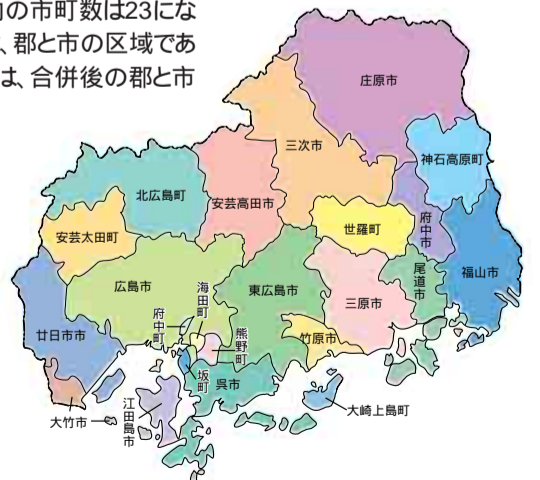 の市町数は23にな
、郡と市の区域であ
は、合併後の郡と市
庄原市
三次市
神石高原町
北広島町
安芸高田市
府中市
世羅町
安芸太田町
福山市
尾道市
広島市
海田町
東広島市
三原市
府中町
廿日市市
熊野町
竹原市
坂町
呉市
大崎上島町
江田島市
大竹市